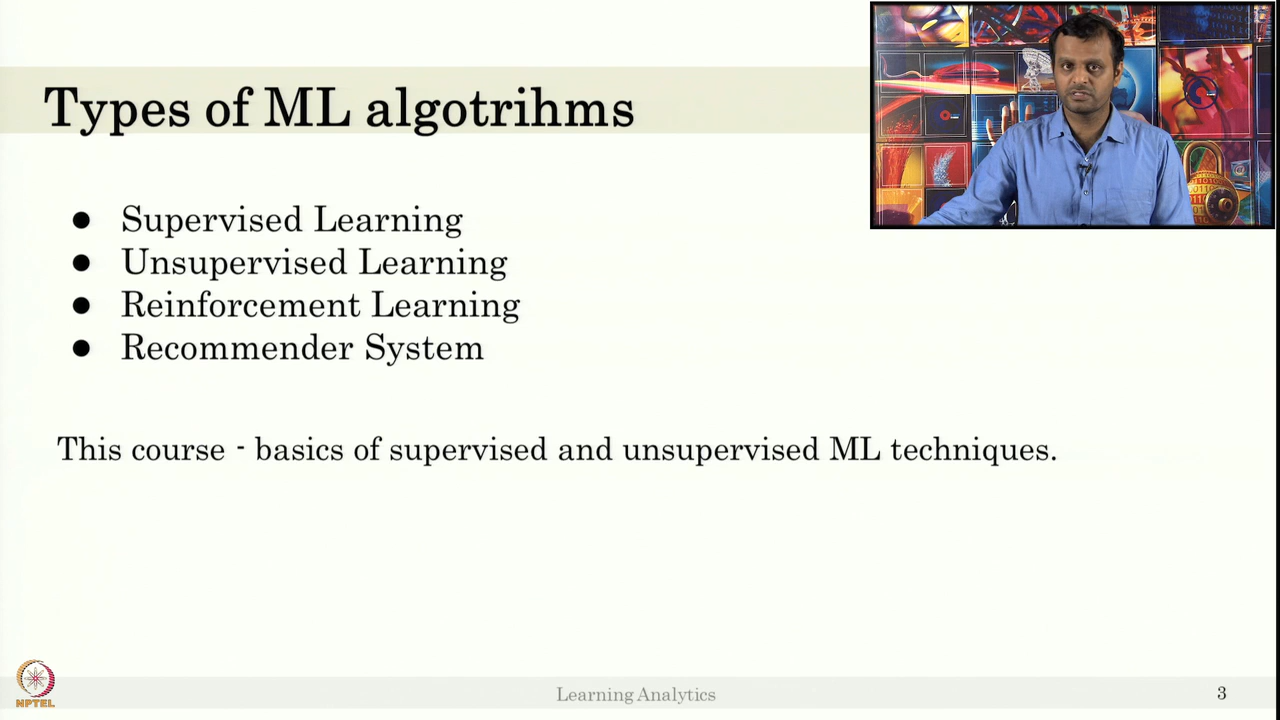 Types of ML algotrihms
● Supervised Learning
● Unsupervised Learning
● Reinforcement Learning
● Recommender System
This course - basics of supervised and unsupervised ML techniques.
NPTEL
Learning Analytics
3